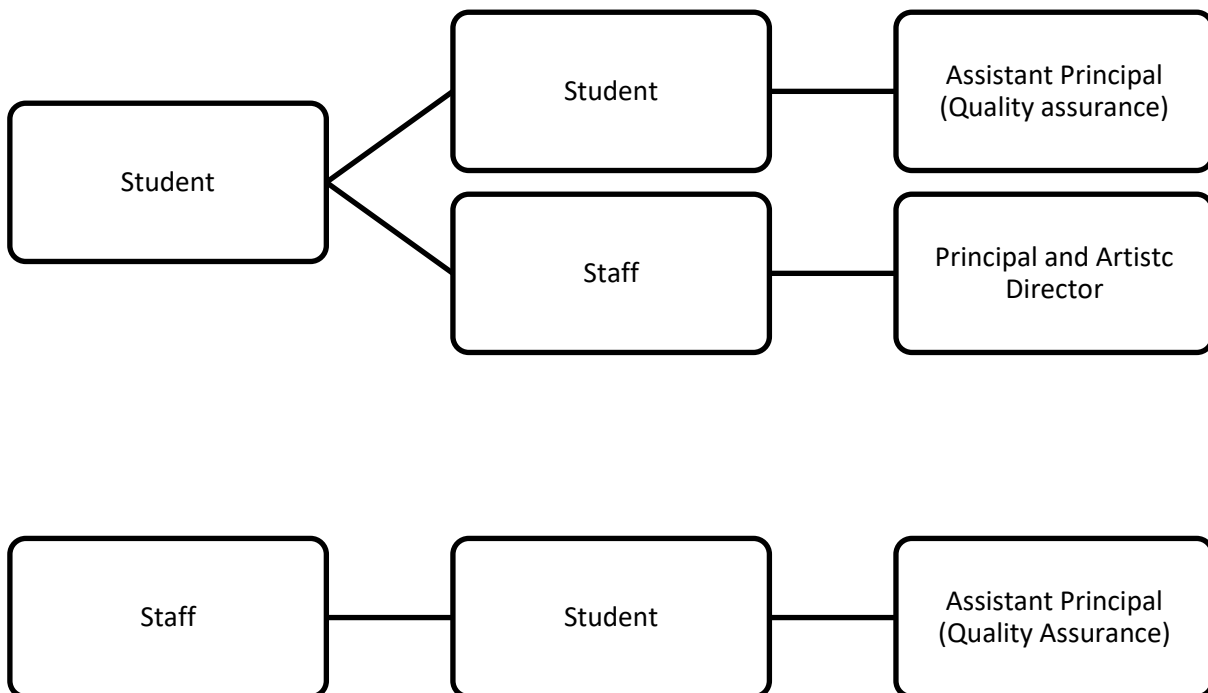 Student
Student
Assistant Principal
(Quality assurance)
Staff
Principal and Artistc
Director
Staff
Student
Assistant Principal
(Quality Assurance)